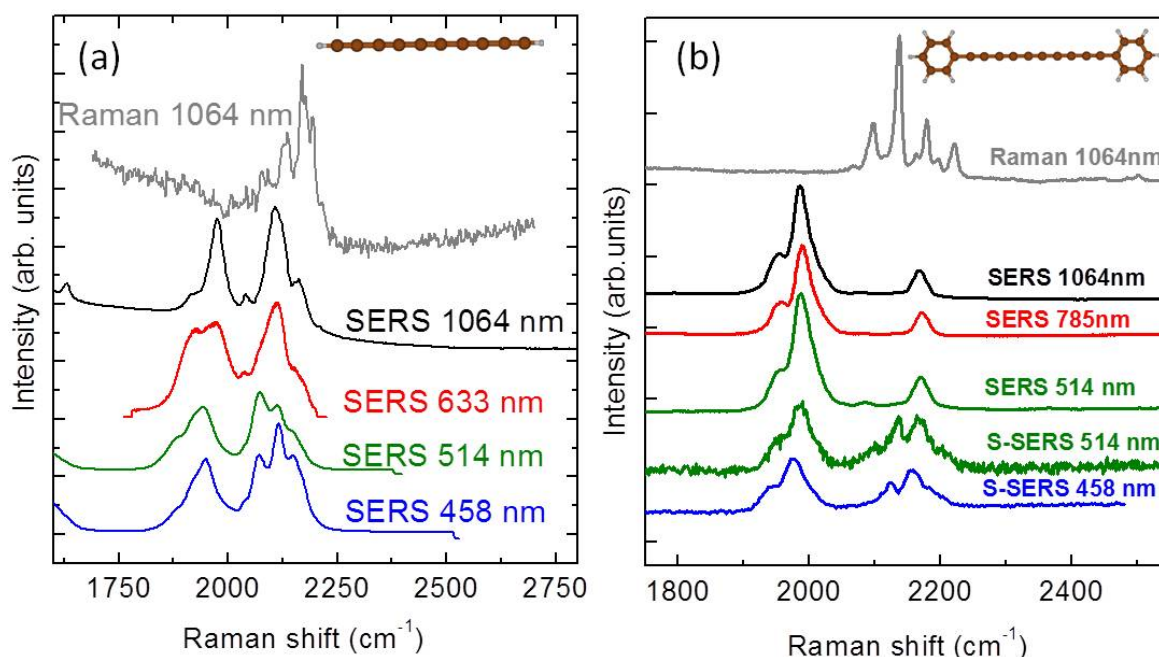 (a)
Raman 1064 nm
SERS 1064 nm
SERS 633 nm
SERS 514 nm
SERS 458 nm
Intensity (arb. units)
1750 2000 2250 2500 2750
Raman shift (cm⁻¹)
(b)
Raman 1064nm
SERS 1064nm
SERS 785nm
SERS 514 nm
S-SERS 514 nm
S-SERS 458 nm
Intensity (arb.units)
1800 2000 2200 2400
Raman shift (cm⁻¹)